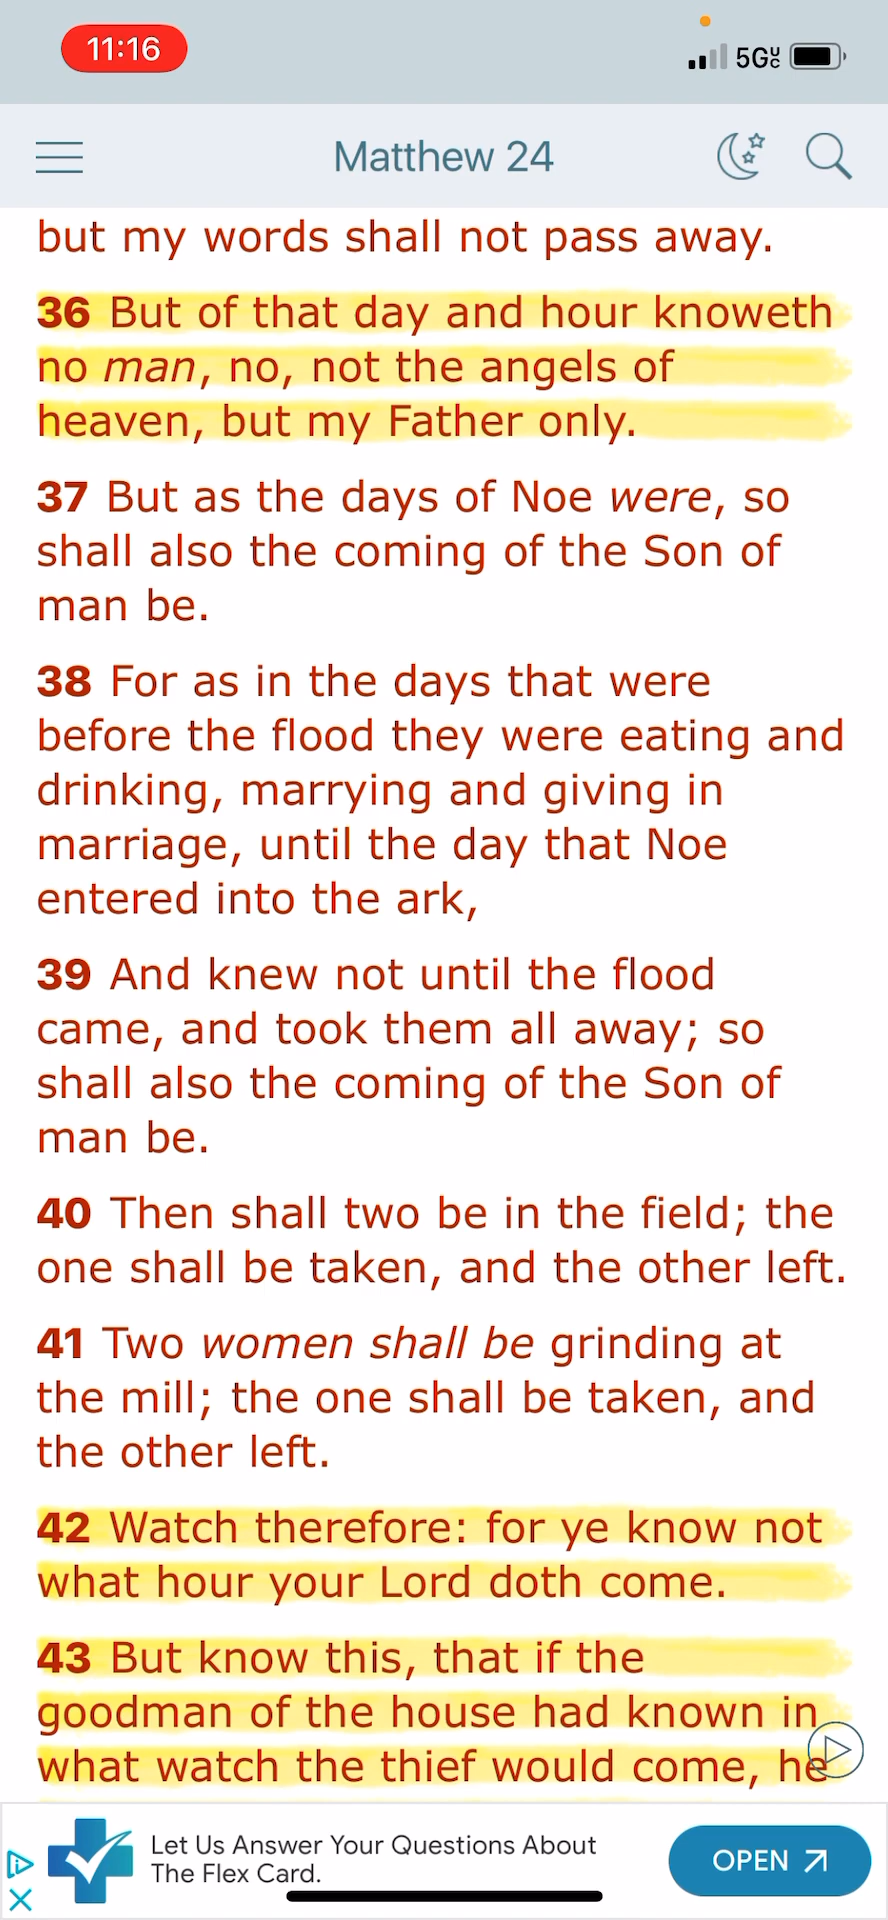 11:16
5G UC
Matthew 24
but my words shall not pass away.
36 But of that day and hour knoweth
no man, no, not the angels of
heaven, but my Father only.
37 But as the days of Noe were, so
shall also the coming of the Son of
man be.
38 For as in the days that were
before the flood they were eating and
drinking, marrying and giving in
marriage, until the day that Noe
entered into the ark,
39 And knew not until the flood
came, and took them all away; so
shall also the coming of the Son of
man be.
40 Then shall two be in the field; the
one shall be taken, and the other left.
41 Two women shall be grinding at
the mill; the one shall be taken, and
the other left.
42 Watch therefore: for ye know not
what hour your Lord doth come.
43 But know this, that if the
goodman of the house had known in
what watch the thief would come, he
Let Us Answer Your Questions About
The Flex Card.
OPEN